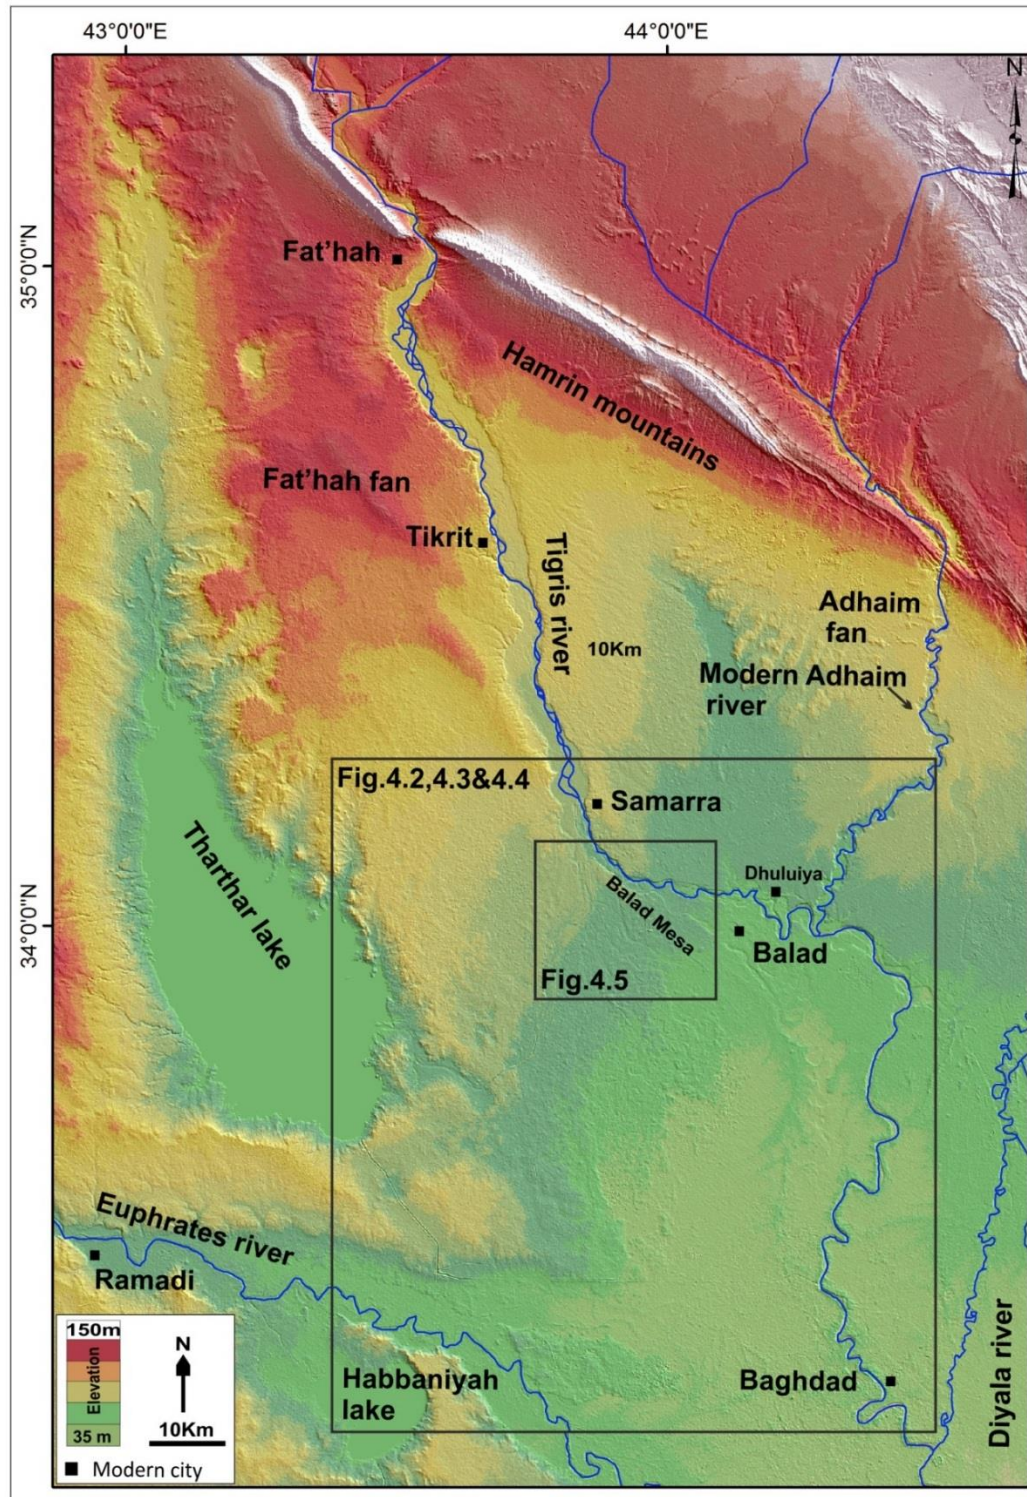 43°0'0"E
44°0'0"E
N
35°0'0"N
Fat'hah
Hamrin mountains
Fat'hah fan
Tikrit
Tigris river
10Km
Adhaim
fan
Modern Adhaim
river
Fig.4.2,4.3&4.4
Samarra
Tharthar lake
Dhuluiya
Balad Mesa
34°0'0"N
Balad
Fig.4.5
Euphrates river
Ramadi
Habbaniyah
lake
Baghdad
Diyala river
150m
Elevation
35 m
N
10Km
Modern city